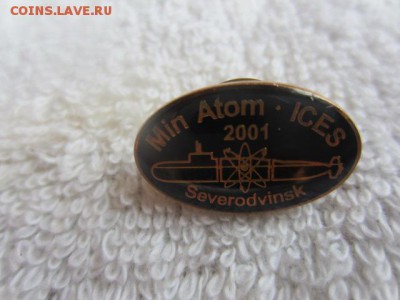 COINS.LAVE.RU
Min Atom · ICES
2001
Severodvinsk